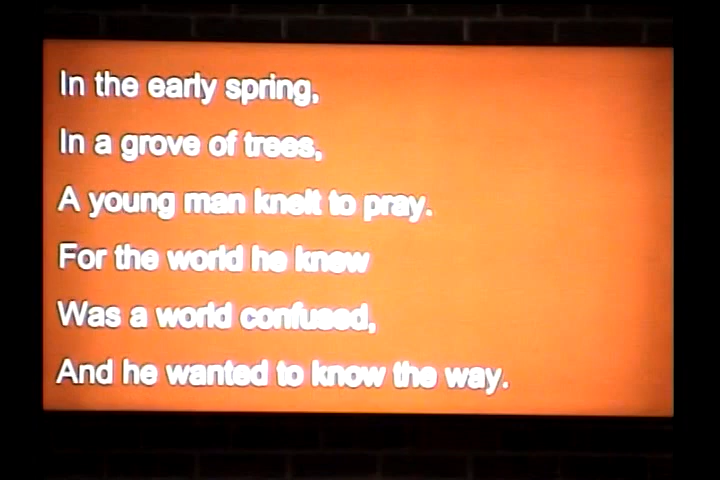 In the early spring,
In a grove of trees,
A young man knelt to pray.
For the world he knew
Was a world confused,
And he wanted to know the way.